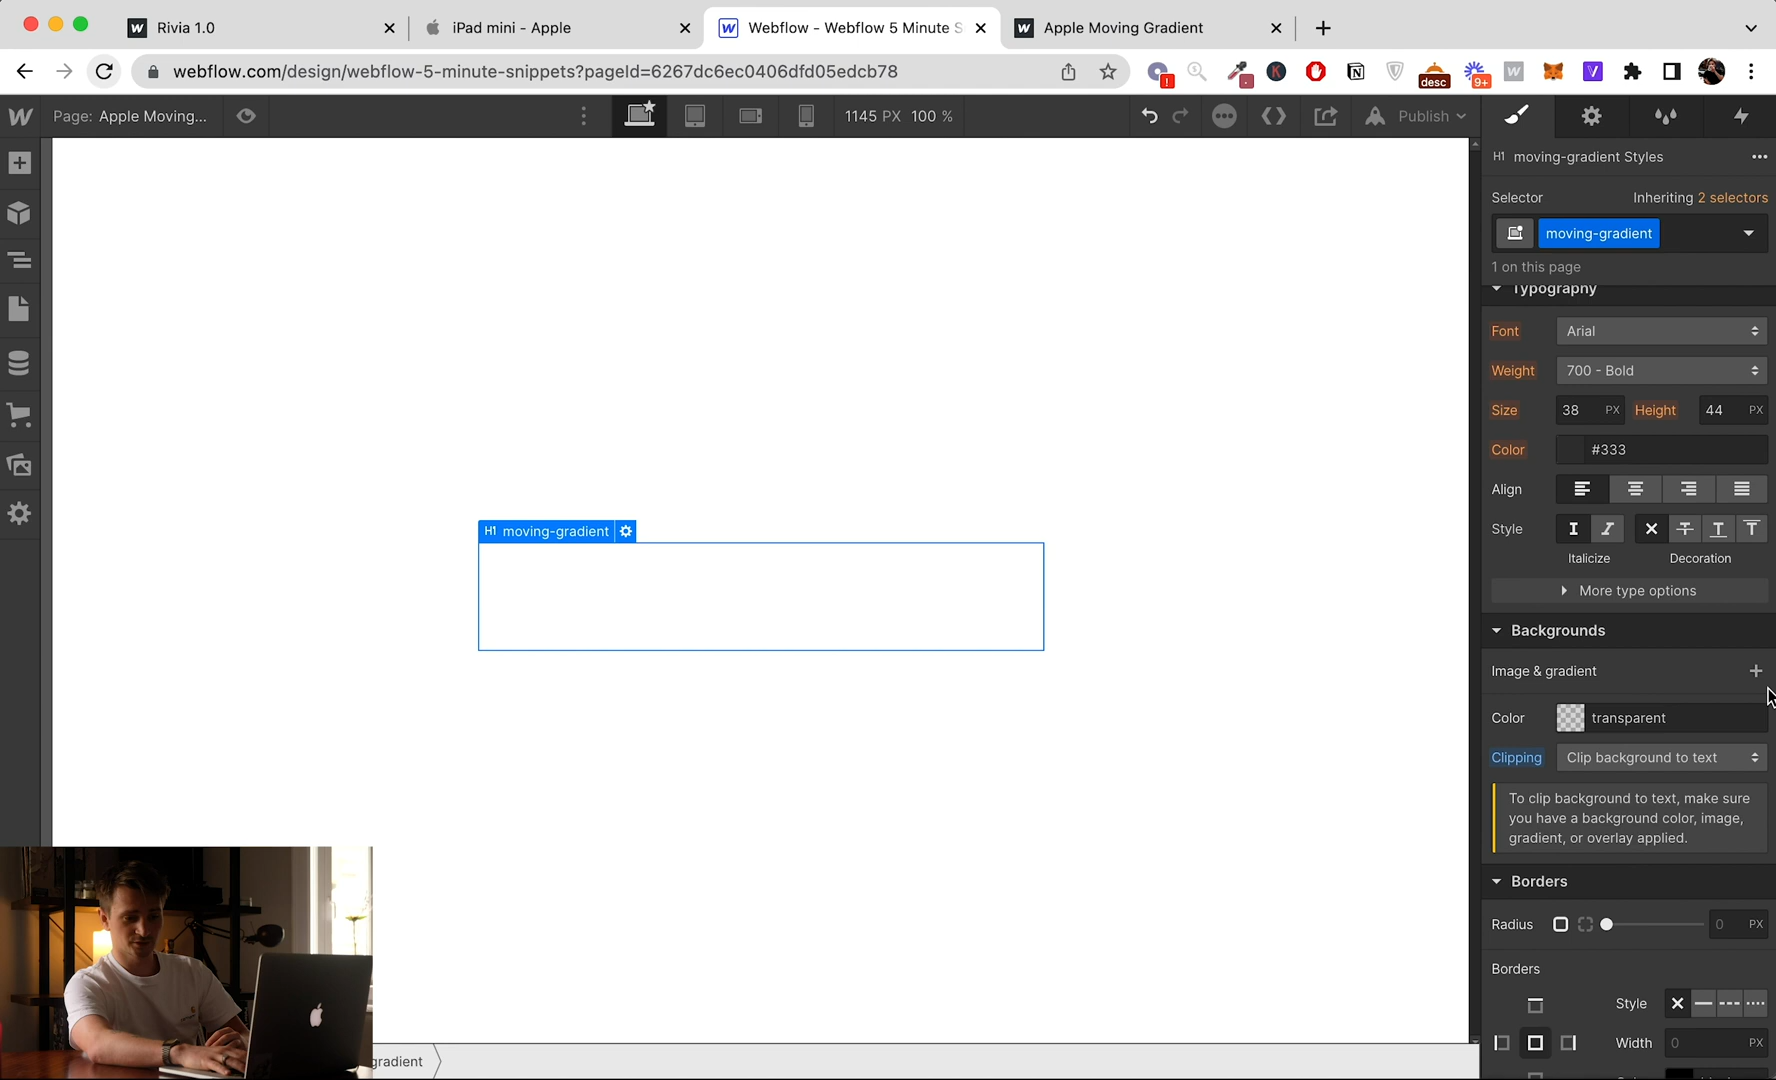 Rivia 1.0
iPad mini - Apple
Webflow - Webflow 5 Minute S
Apple Moving Gradient
webflow.com/design/webflow-5-minute-snippets?pageId=6267dc6ec0406dfd05edcb78
desc
9+
Page: Apple Moving...
1145 PX 100 %
Publish
H1 moving-gradient Styles
Selector
Inheriting 2 selectors
moving-gradient
1 on this page
Typography
Font Arial
Weight 700 - Bold
Size 38 PX Height 44 PX
Color #333
Align
Style
Italicize Decoration
More type options
H1 moving-gradient
Backgrounds
Image & gradient
Color transparent
Clipping Clip background to text
To clip background to text, make sure
you have a background color, image,
gradient, or overlay applied.
Borders
Radius 0 PX
Borders
Style
Width 0 PX
gradient